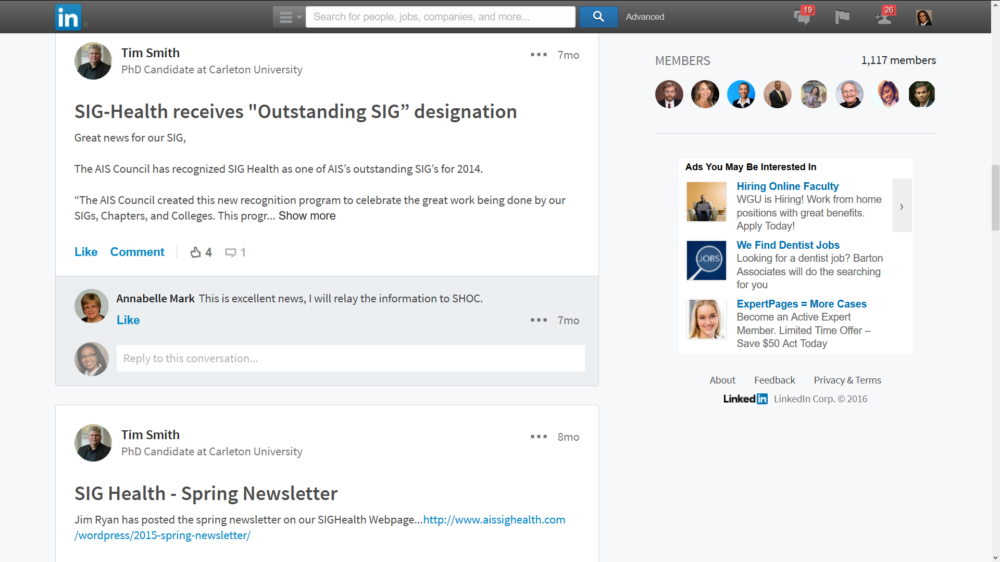 in
Search for people, jobs, companies, and more...
Advanced
19
26
Tim Smith
7mo
PhD Candidate at Carleton University
SIG-Health receives "Outstanding SIG” designation
Great news for our SIG,
The AIS Council has recognized SIG Health as one of AIS’s outstanding SIG’s for 2014.
“The AIS Council created this new recognition program to celebrate the great work being done by our
SIGs, Chapters, and Colleges. This progr... Show more
Like Comment 4 1
Annabelle Mark This is excellent news, I will relay the information to SHOC.
Like
7mo
Reply to this conversation...
Tim Smith
8mo
PhD Candidate at Carleton University
SIG Health - Spring Newsletter
Jim Ryan has posted the spring newsletter on our SIGHealth Webpage...http://www.aissighealth.com
/wordpress/2015-spring-newsletter/
MEMBERS
1,117 members
Ads You May Be Interested In
Hiring Online Faculty
WGU is Hiring! Work from home
positions with great benefits.
Apply Today!
JOBS
We Find Dentist Jobs
Looking for a dentist job? Barton
Associates will do the searching
for you
ExpertPages = More Cases
Become an Active Expert
Member. Limited Time Offer –
Save $50 Act Today
About Feedback Privacy & Terms
Linkedin LinkedIn Corp. © 2016